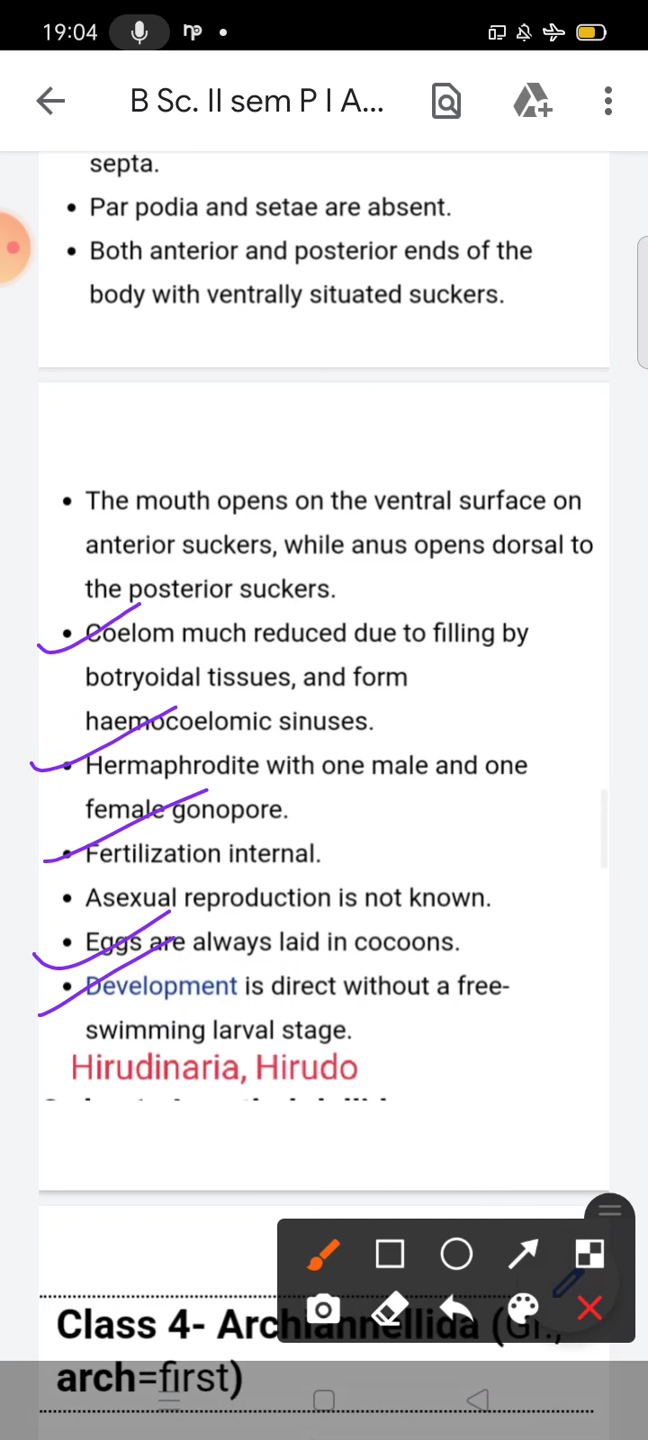 19:04
B Sc. II sem P I A...
septa.
• Par podia and setae are absent.
• Both anterior and posterior ends of the
body with ventrally situated suckers.
• The mouth opens on the ventral surface on
anterior suckers, while anus opens dorsal to
the posterior suckers.
• Coelom much reduced due to filling by
botryoidal tissues, and form
haemocoelomic sinuses.
• Hermaphrodite with one male and one
female gonopore.
• Fertilization internal.
• Asexual reproduction is not known.
• Eggs are always laid in cocoons.
• Development is direct without a free-
swimming larval stage.
Hirudinaria, Hirudo
Class 4- Archiannellida (Gr.,
arch=first)